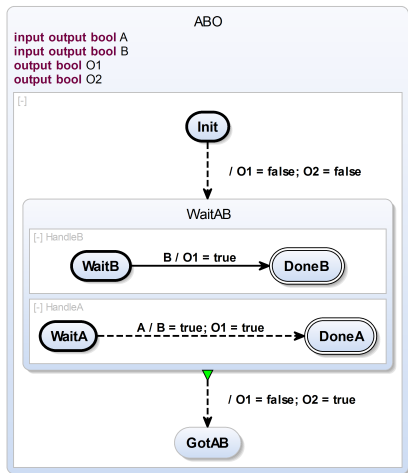 ABO
input output bool A
input output bool B
output bool O1
output bool O2
[-]
Init
/ O1 = false; O2 = false
WaitAB
[-] HandleB
WaitB
B / O1 = true
DoneB
[-] HandleA
WaitA
A / B = true; O1 = true
DoneA
/ O1 = false; O2 = true
GotAB